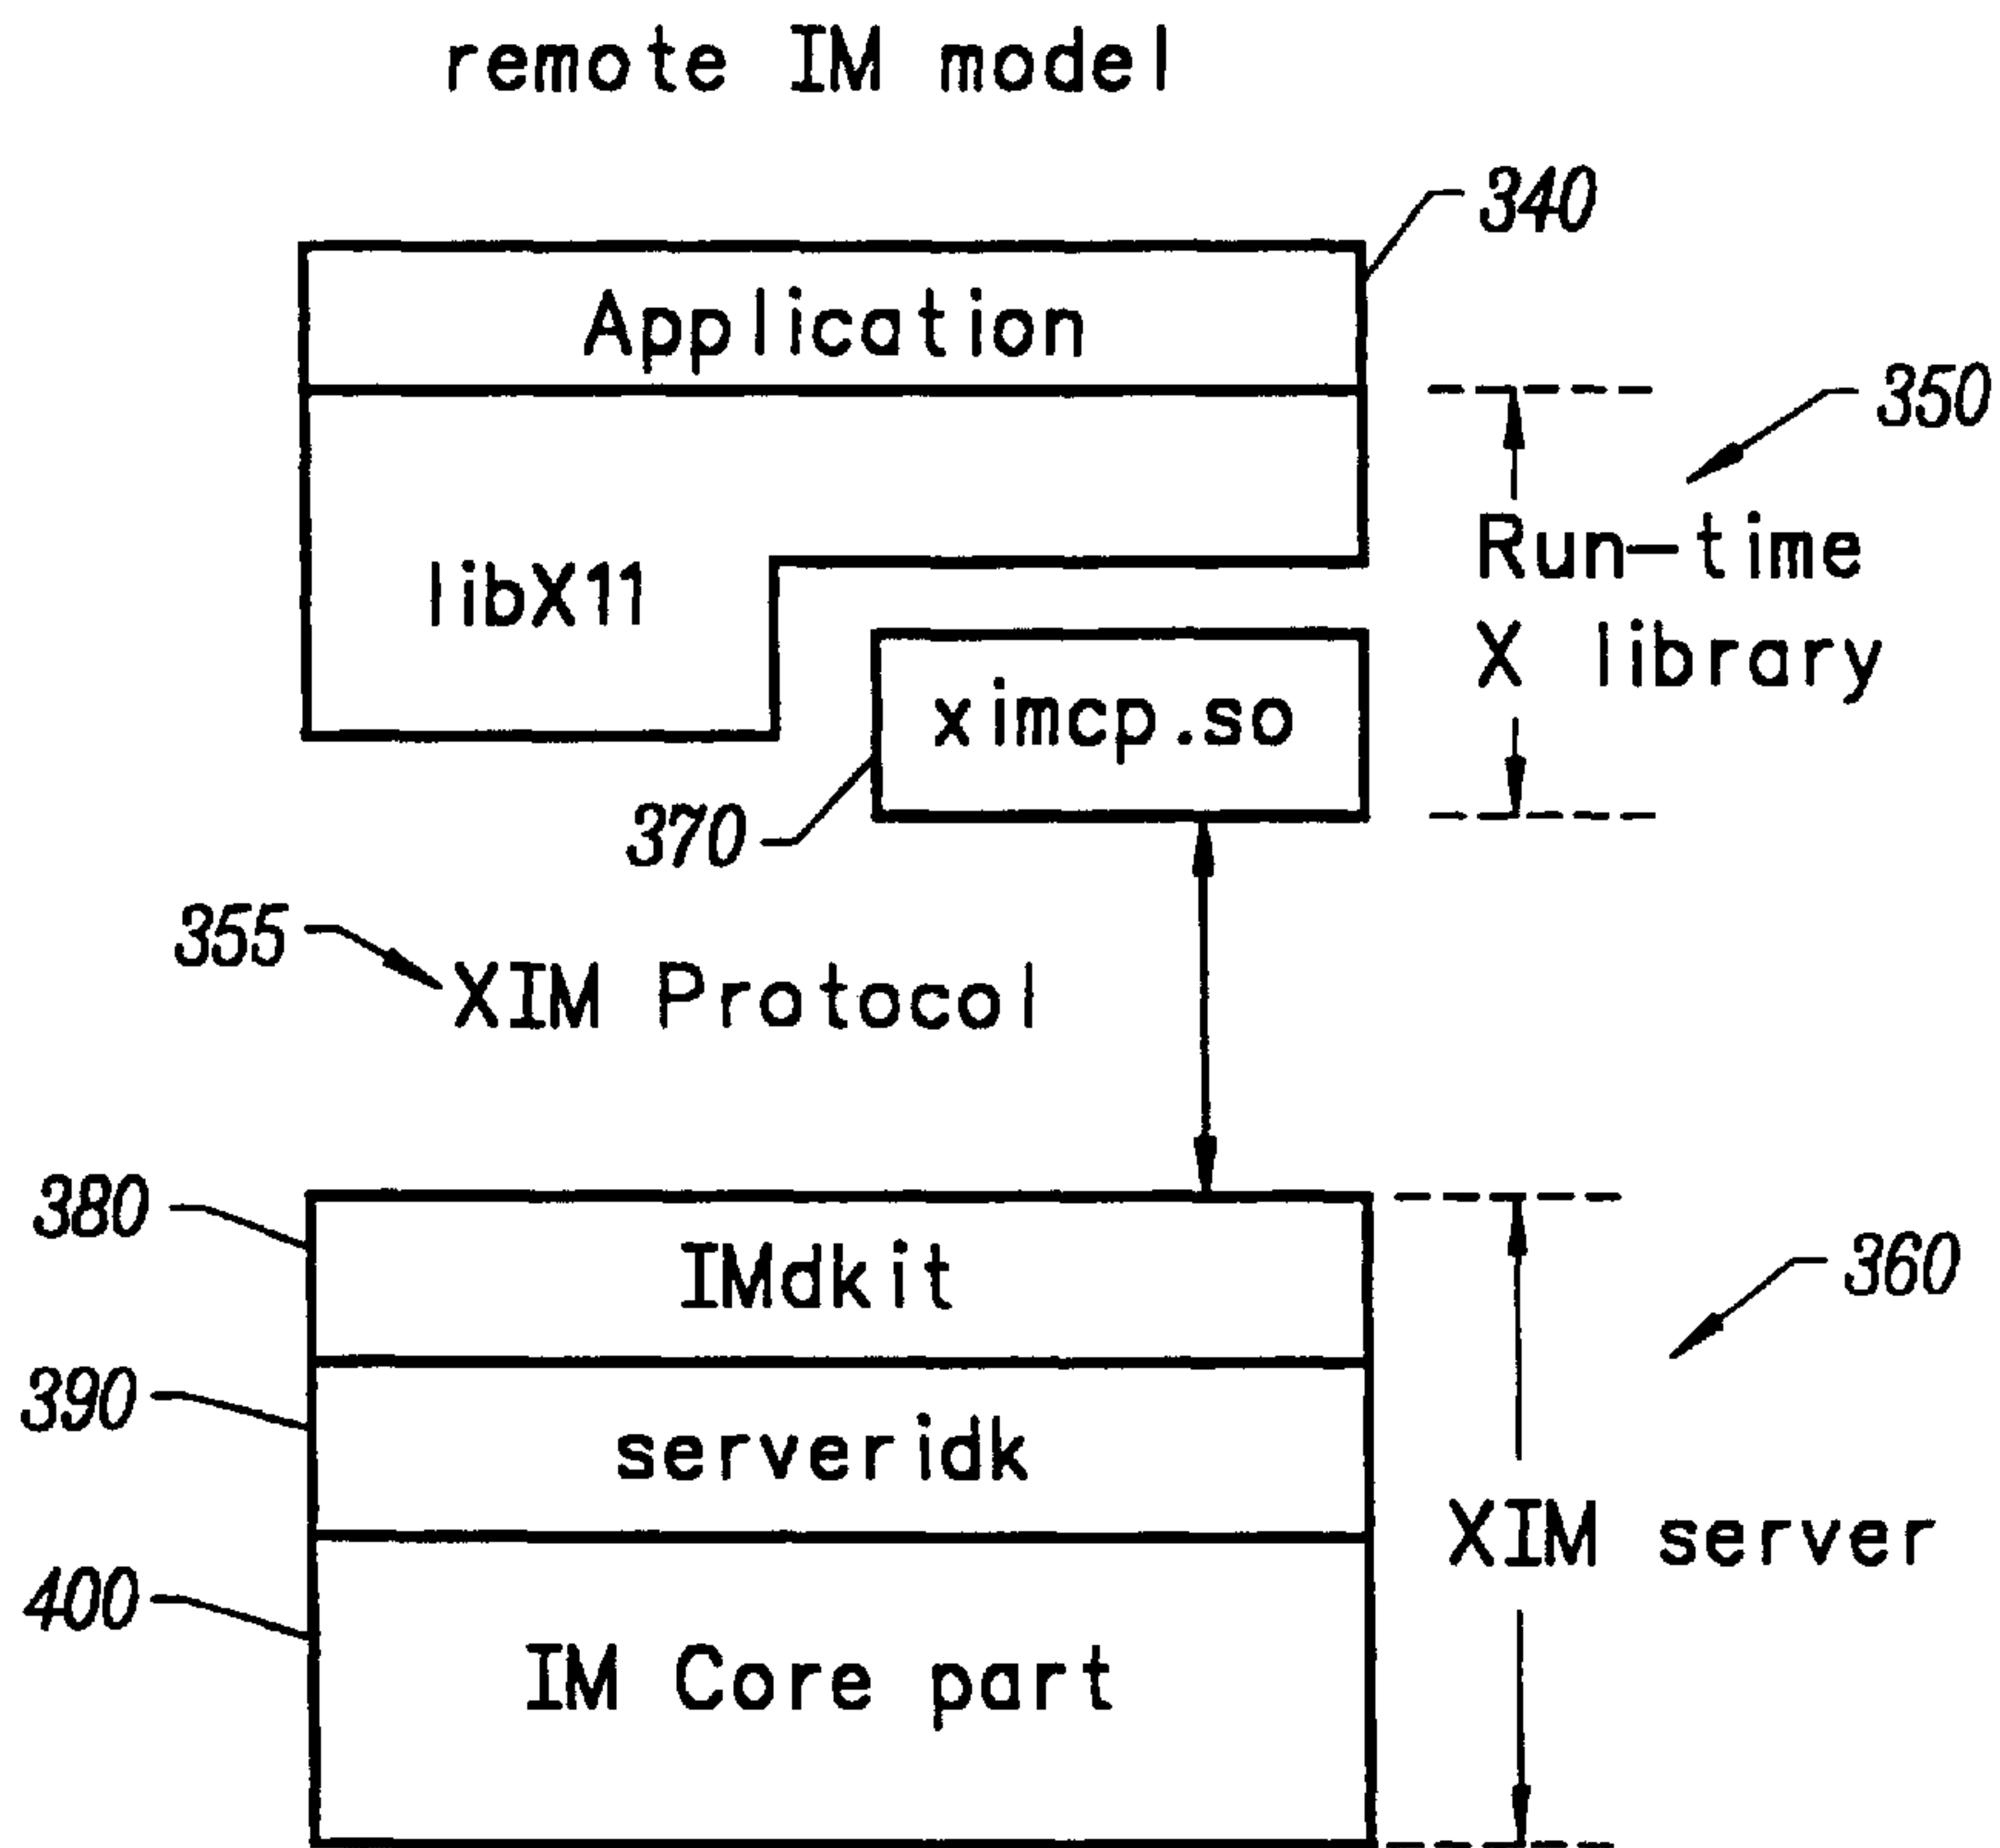 remote IM model
340
Application
350
Run-time
X library
libX11
ximcp.so
370
355
XIM Protocol
380
IMdkit
360
390
serveridk
XIM server
400
IM Core part